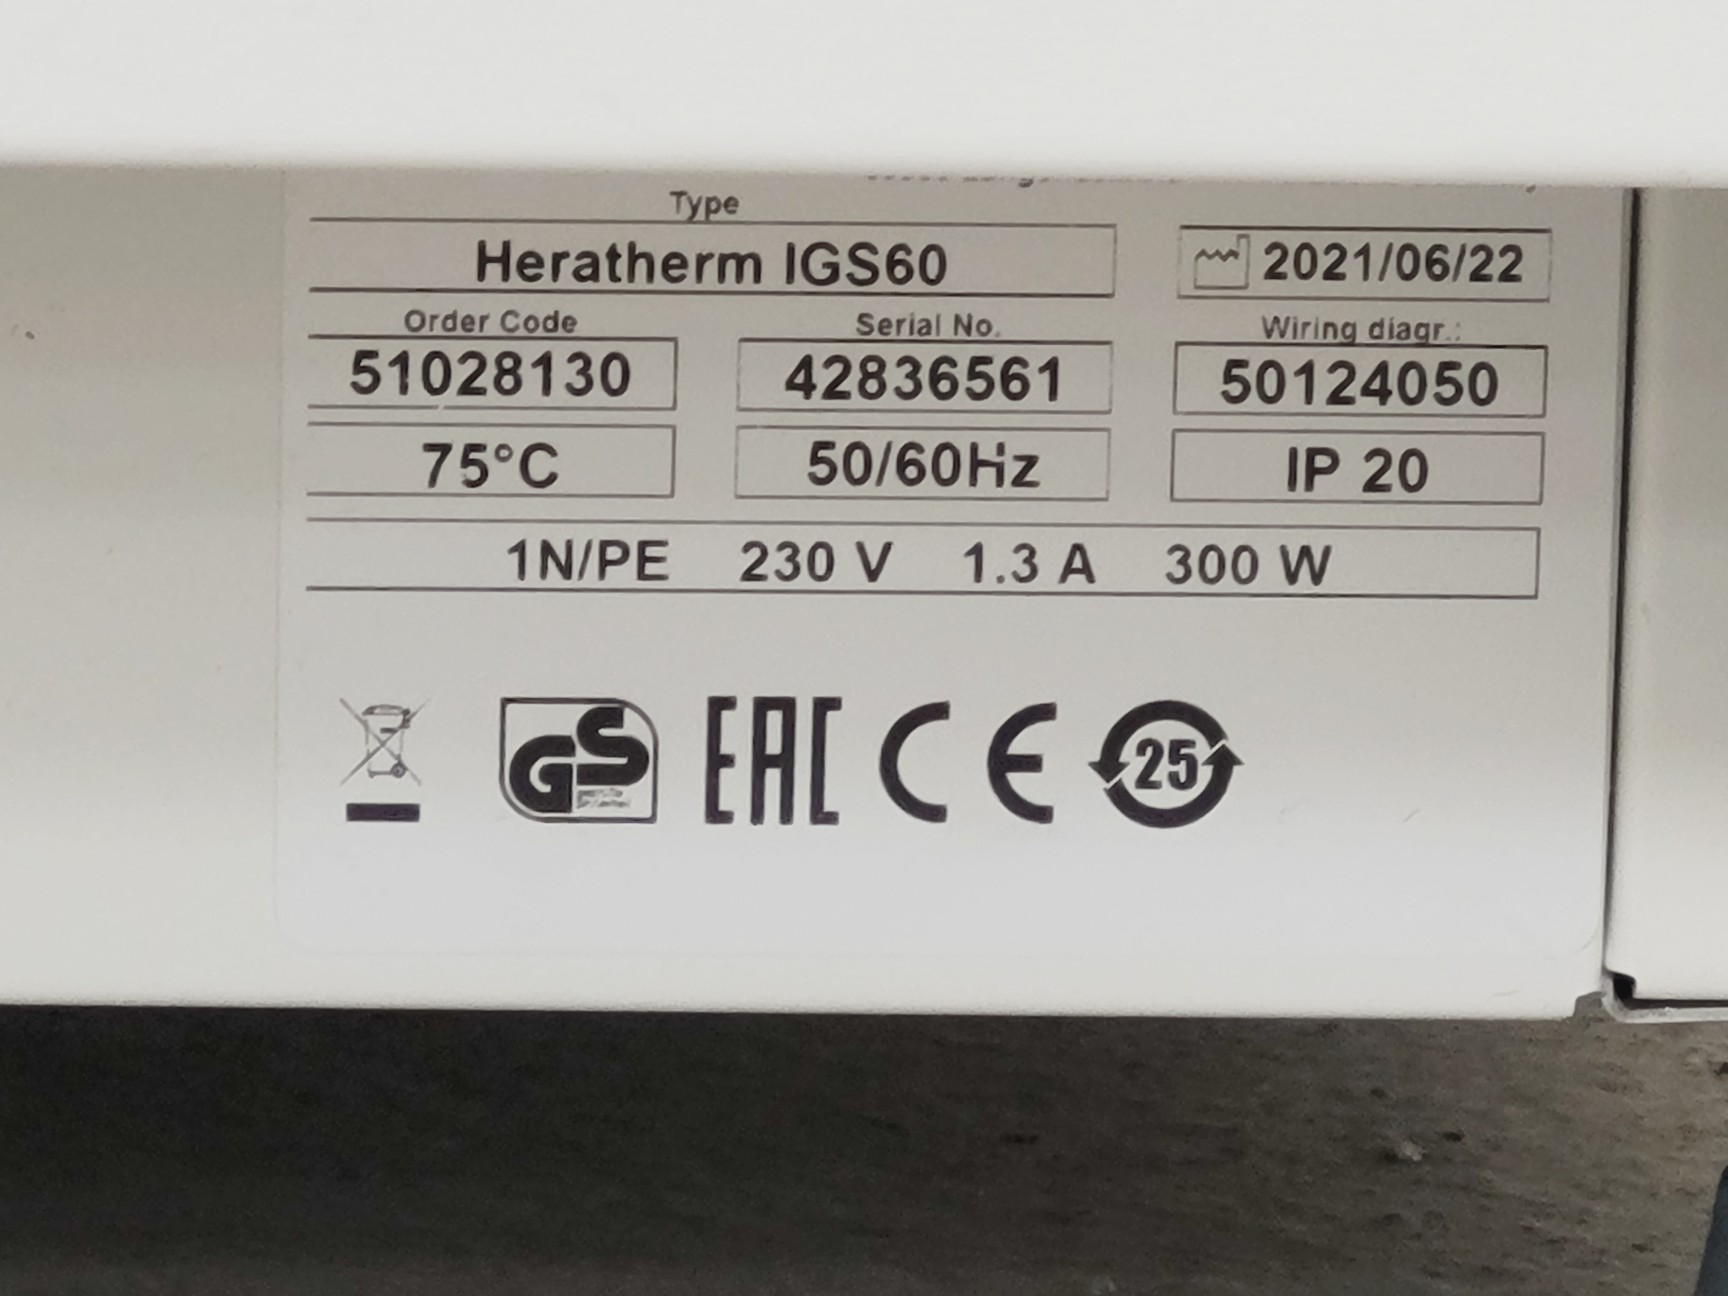 Type
Heratherm IGS60
2021/06/22
Order Code
Serial No.
Wiring diagr.:
51028130
42836561
50124050
75°C
50/60Hz
IP 20
1N/PE 230 V 1.3 A 300 W
GS
EAC
CE
25